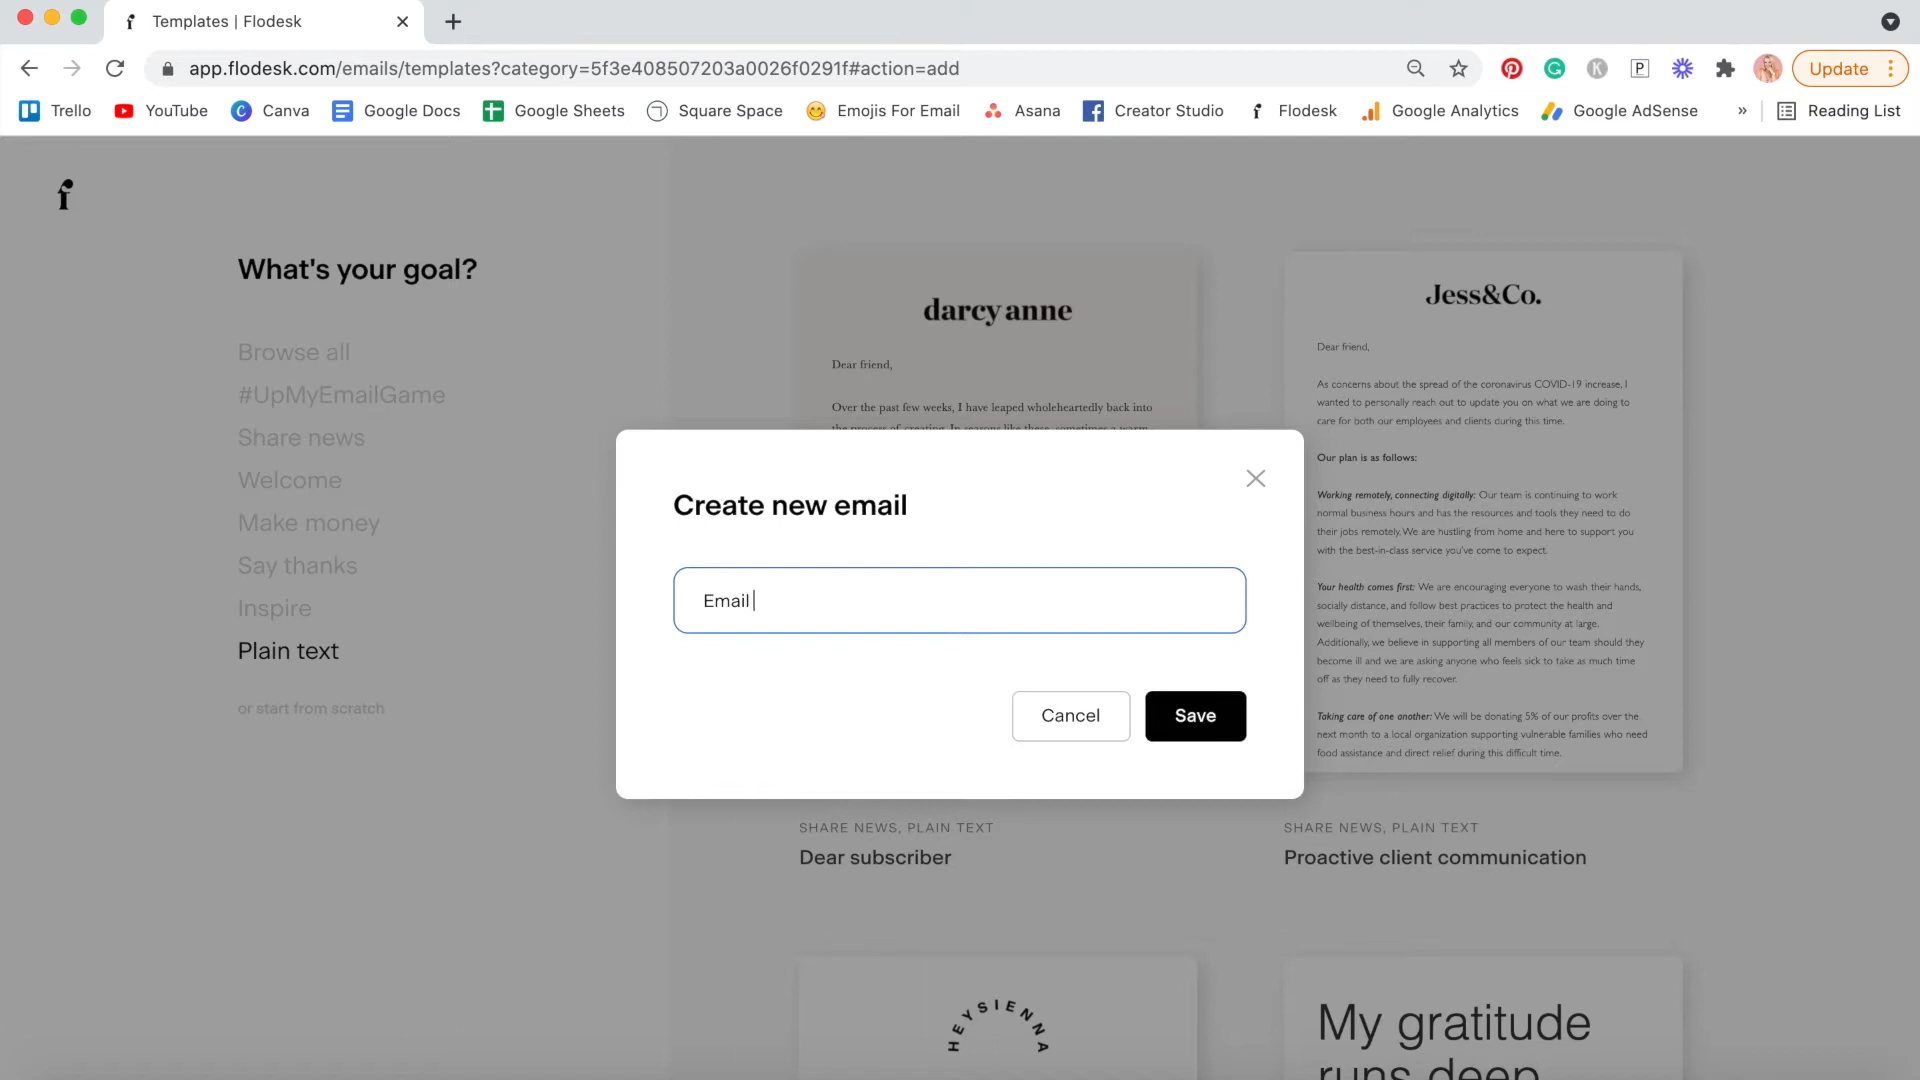 Templates | Flodesk
app.flodesk.com/emails/templates?category=5f3e408507203a0026f0291f#action=add
Update
Trello
YouTube
Canva
Google Docs
Google Sheets
Square Space
Emojis For Email
Asana
Creator Studio
Flodesk
Google Analytics
Google AdSense
»
Reading List
What's your goal?
Browse all
#UpMyEmailGame
Share news
Welcome
Make money
Say thanks
Inspire
Plain text
or start from scratch
darcy anne
Dear friend,
Over the past few weeks, I have leaped wholeheartedly back into
the process of creating. In seasons like these, sometimes a warm
Jess&Co.
Dear friend,
As concerns about the spread of the coronavirus COVID-19 increase, I
wanted to personally reach out to update you on what we are doing to
care for both our employees and clients during this time.
Our plan is as follows:
Working remotely, connecting digitally: Our team is continuing to work
normal business hours and has the resources and tools they need to do
their jobs remotely. We are hustling from home and here to support you
with the best-in-class service you've come to expect.
Your health comes first: We are encouraging everyone to wash their hands,
socially distance, and follow best practices to protect the health and
wellbeing of themselves, their family, and our community at large.
Additionally, we believe in supporting all members of our team should they
become ill and we are asking anyone who feels sick to take as much time
off as they need to fully recover.
Taking care of one another: We will be donating 5% of our profits over the
next month to a local organization supporting vulnerable families who need
food assistance and direct relief during this difficult time.
Create new email
Email
Cancel
Save
SHARE NEWS, PLAIN TEXT
Dear subscriber
SHARE NEWS, PLAIN TEXT
Proactive client communication
HEYSIENNA
My gratitude
runs deep